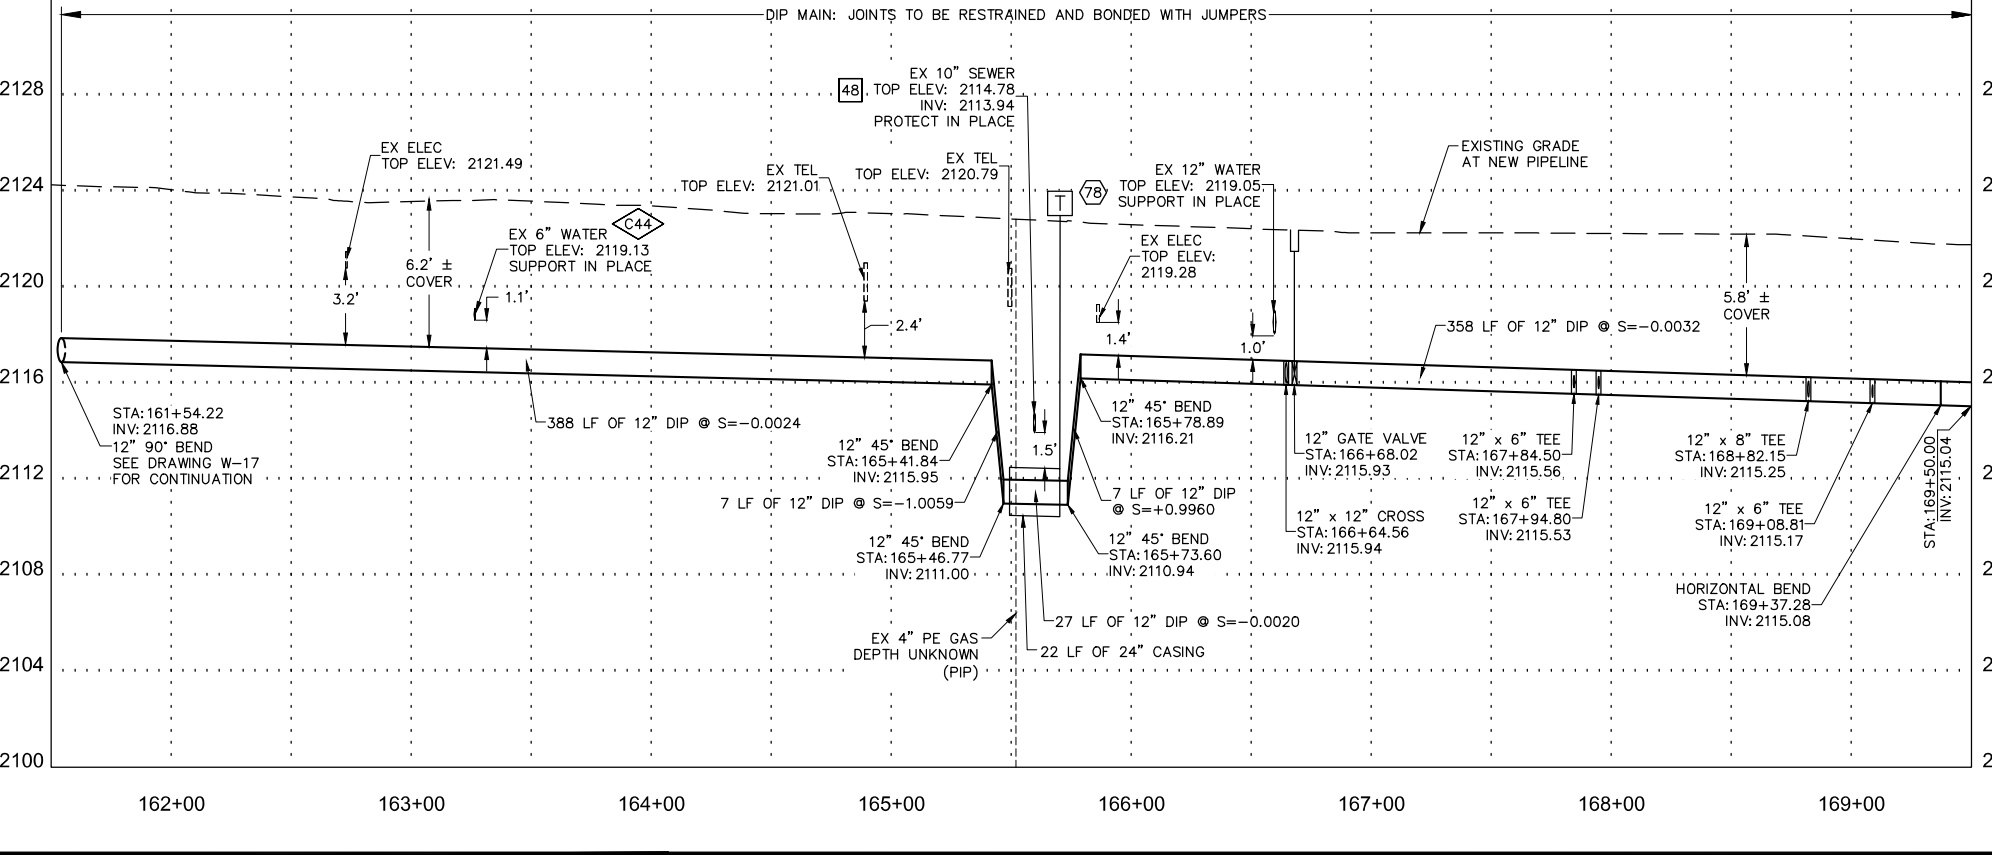 DIP MAIN: JOINTS TO BE RESTRAINED AND BONDED WITH JUMPERS
2128
2124
2120
2116
2112
2108
2104
2100
2
2
2
2
2
2
2
2
EX ELEC
TOP ELEV: 2121.49
3.2'
6.2' ±
COVER
EX 6" WATER
TOP ELEV: 2119.13
SUPPORT IN PLACE
1.1'
C44
EX TEL
TOP ELEV: 2121.01
2.4'
48
EX 10" SEWER
TOP ELEV: 2114.78
INV: 2113.94
PROTECT IN PLACE
EX TEL
TOP ELEV: 2120.79
T
78
EX 12" WATER
TOP ELEV: 2119.05
SUPPORT IN PLACE
EX ELEC
TOP ELEV:
2119.28
1.4'
1.0'
EXISTING GRADE
AT NEW PIPELINE
5.8' ±
COVER
358 LF OF 12" DIP @ S=-0.0032
STA:161+54.22
INV: 2116.88
12" 90° BEND
SEE DRAWING W-17
FOR CONTINUATION
388 LF OF 12" DIP @ S=-0.0024
12" 45° BEND
STA:165+41.84
INV:2115.95
7 LF OF 12" DIP @ S=-1.0059
12" 45° BEND
STA:165+46.77
INV:2111.00
1.5'
12" 45° BEND
STA:165+78.89
INV:2116.21
7 LF OF 12" DIP
@ S=+0.9960
12" 45° BEND
STA:165+73.60
INV:2110.94
27 LF OF 12" DIP @ S=-0.0020
22 LF OF 24" CASING
EX 4" PE GAS
DEPTH UNKNOWN
(PIP)
12" GATE VALVE
STA:166+68.02
INV:2115.93
12" x 12" CROSS
STA:166+64.56
INV:2115.94
12" x 6" TEE
STA:167+84.50
INV:2115.56
12" x 6" TEE
STA:167+94.80
INV:2115.53
12" x 8" TEE
STA:168+82.15
INV:2115.25
12" x 6" TEE
STA:169+08.81
INV:2115.17
HORIZONTAL BEND
STA:169+37.28
INV:2115.08
STA:169+50.00
INV:2115.04
162+00
163+00
164+00
165+00
166+00
167+00
168+00
169+00